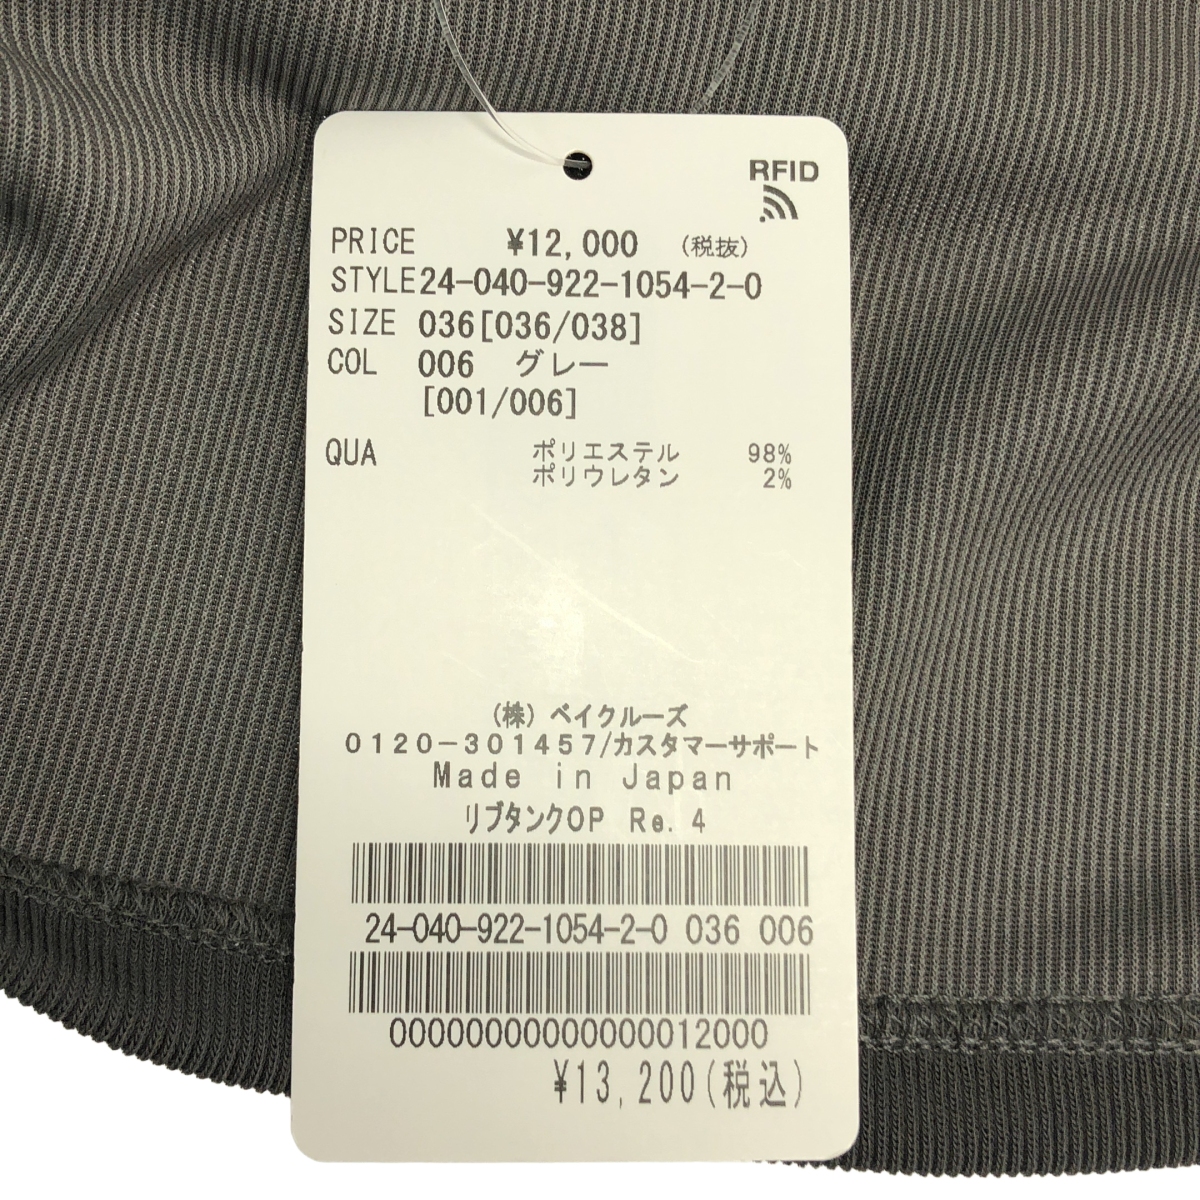 RFID
PRICE ¥12,000 (税抜)
STYLE 24-040-922-1054-2-0
SIZE 036[036/038]
COL 006 グレー
[001/006]
QUA ポリエステル 98%
ポリウレタン 2%
(株)ベイクルーズ
0120-301457/カスタマーサポート
Made in Japan
リブタンクOP Re.4
24-040-922-1054-2-0 036 006
00000000000000012000
¥13,200(税込)